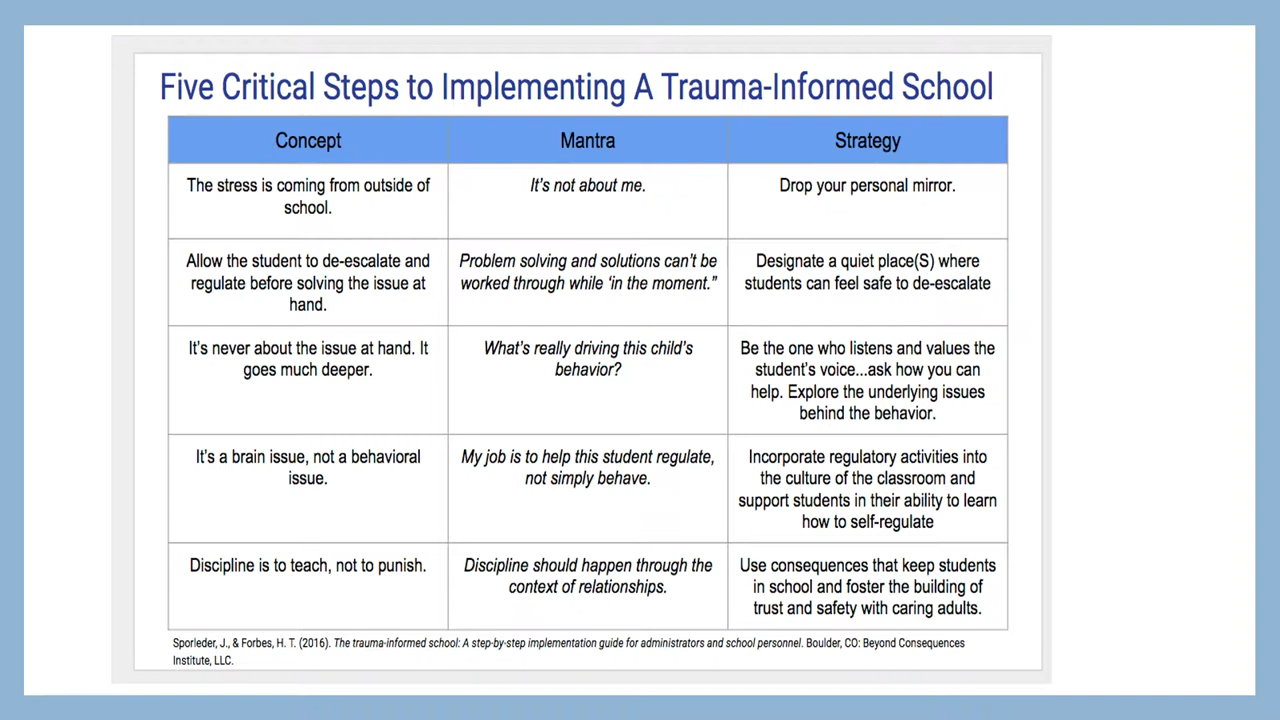 Five Critical Steps to Implementing A Trauma-Informed School
Concept
Mantra
Strategy
The stress is coming from outside of
school.
It's not about me.
Drop your personal mirror.
Allow the student to de-escalate and
regulate before solving the issue at
hand.
Problem solving and solutions can't be
worked through while 'in the moment.”
Designate a quiet place(S) where
students can feel safe to de-escalate
It's never about the issue at hand. It
goes much deeper.
What's really driving this child's
behavior?
Be the one who listens and values the
student's voice...ask how you can
help. Explore the underlying issues
behind the behavior.
It's a brain issue, not a behavioral
issue.
My job is to help this student regulate,
not simply behave.
Incorporate regulatory activities into
the culture of the classroom and
support students in their ability to learn
how to self-regulate
Discipline is to teach, not to punish.
Discipline should happen through the
context of relationships.
Use consequences that keep students
in school and foster the building of
trust and safety with caring adults.
Sporleder, J., & Forbes, H. T. (2016). The trauma-informed school: A step-by-step implementation guide for administrators and school personnel. Boulder, CO: Beyond Consequences
Institute, LLC.